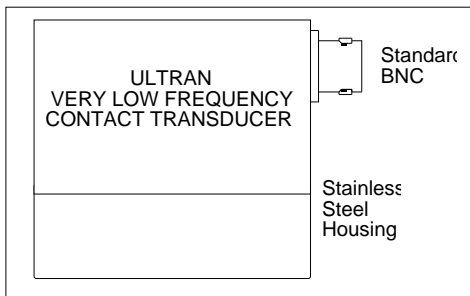 ULTRAN
VERY LOW FREQUENCY
CONTACT TRANSDUCER
Standard
BNC
Stainless
Steel
Housing